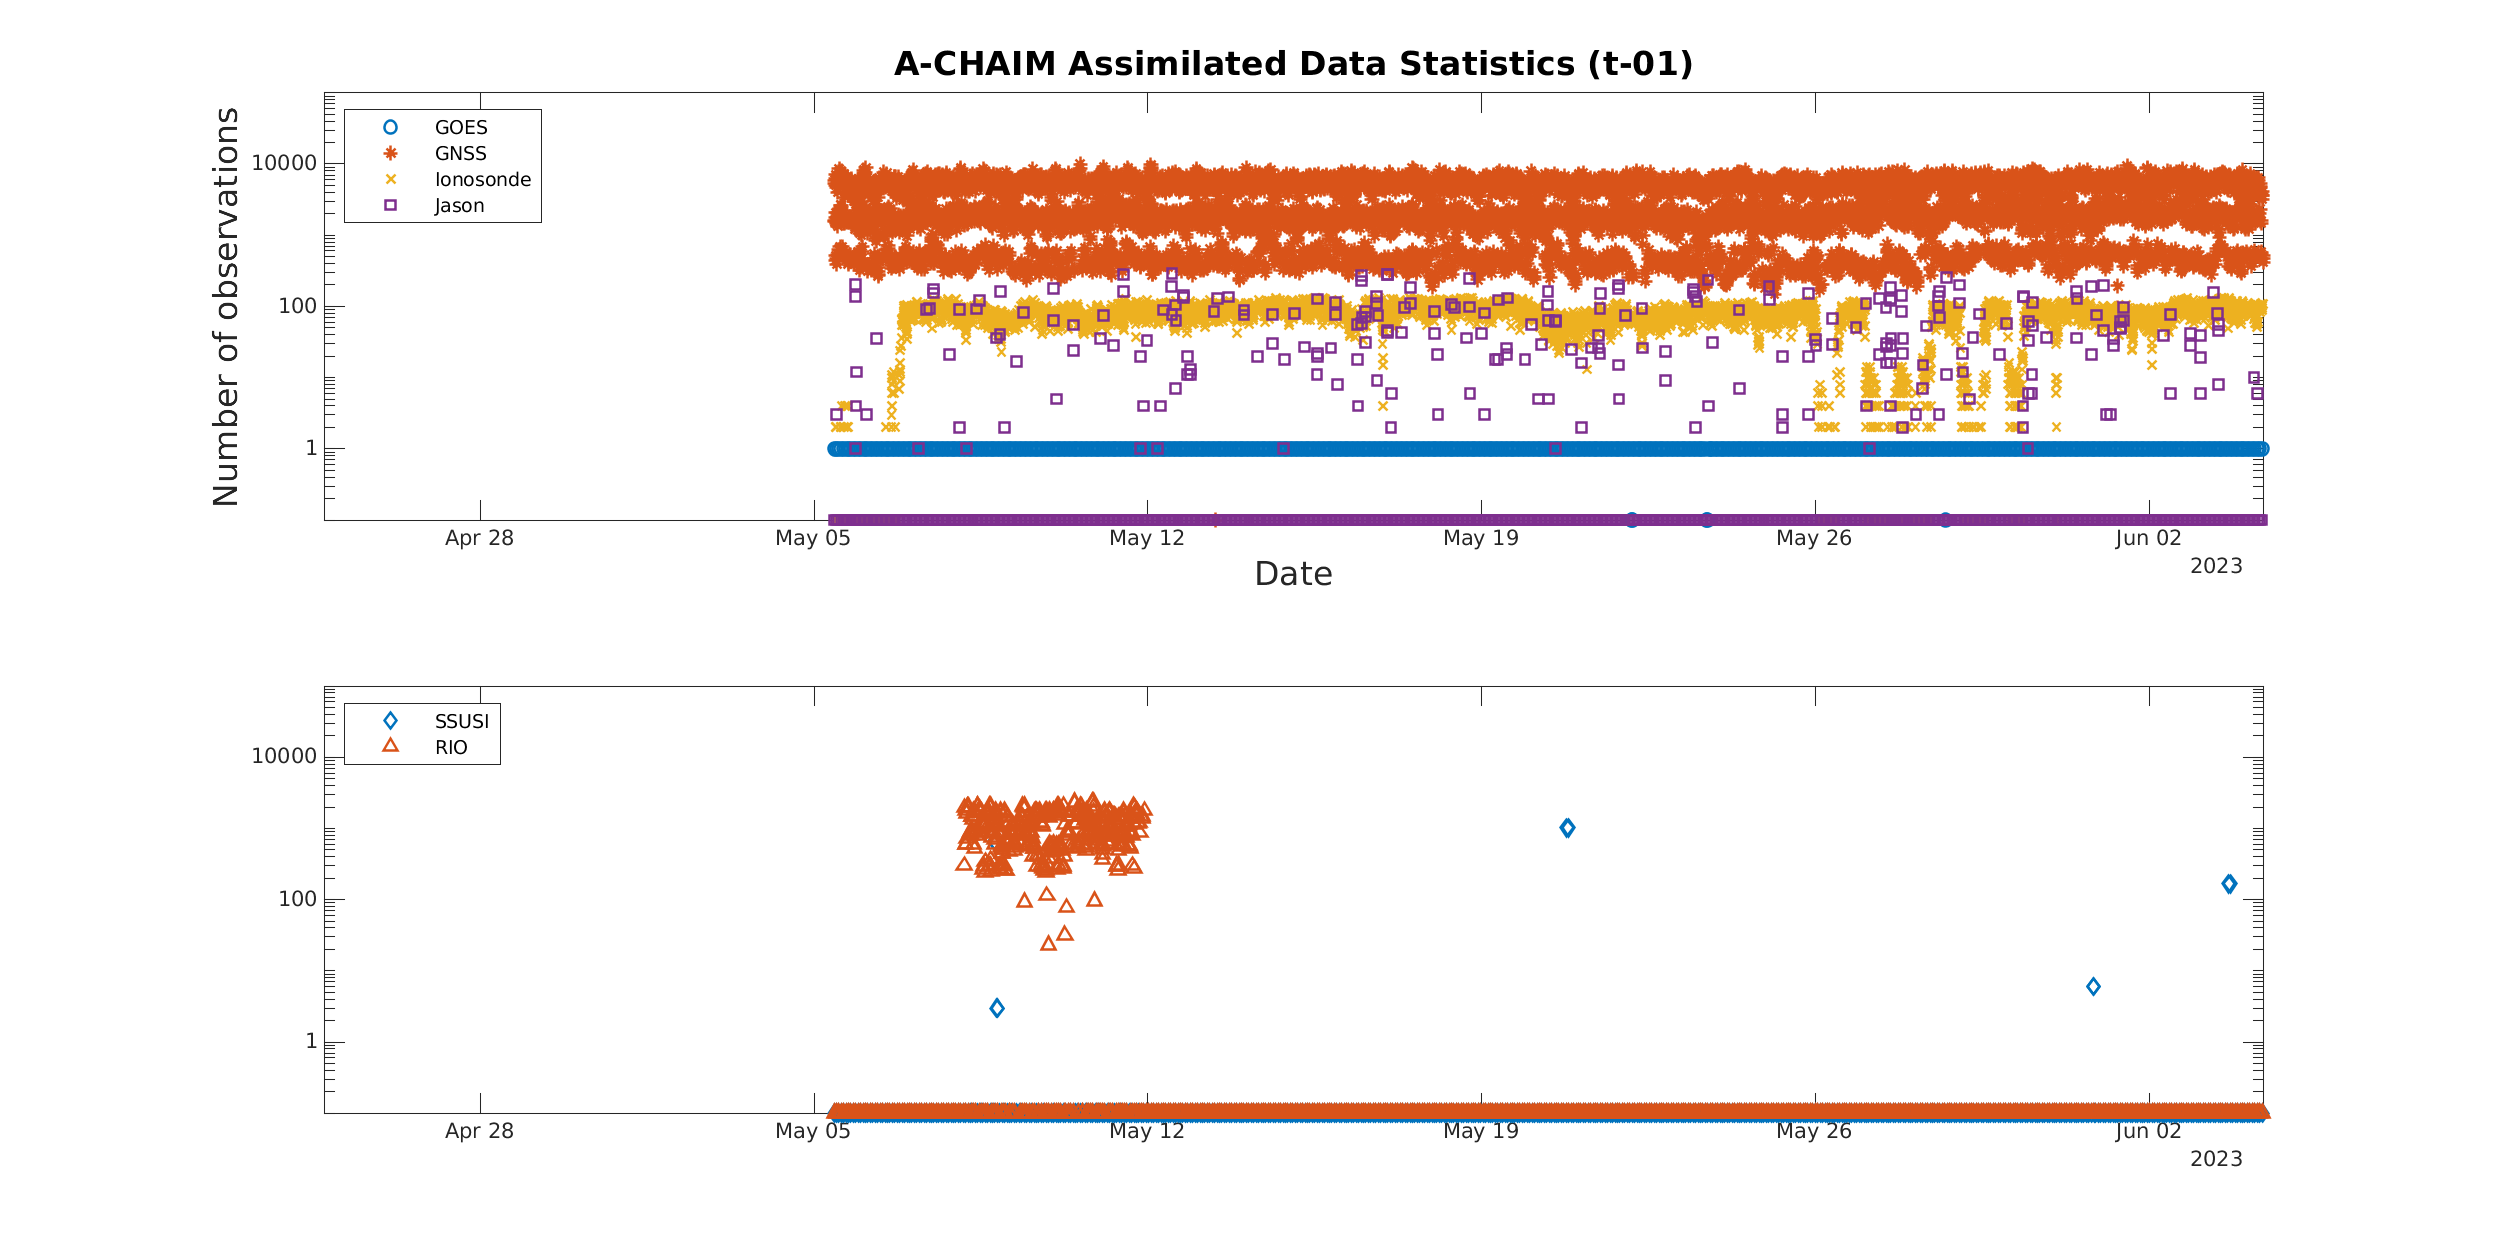 A-CHAIM Assimilated Data Statistics (t-01)
Number of observations
10000
100
1
GOES
GNSS
Ionosonde
Jason
Apr 28
May 05
May 12
May 19
May 26
Jun 02
2023
Date
10000
100
1
SSUSI
RIO
Apr 28
May 05
May 12
May 19
May 26
Jun 02
2023